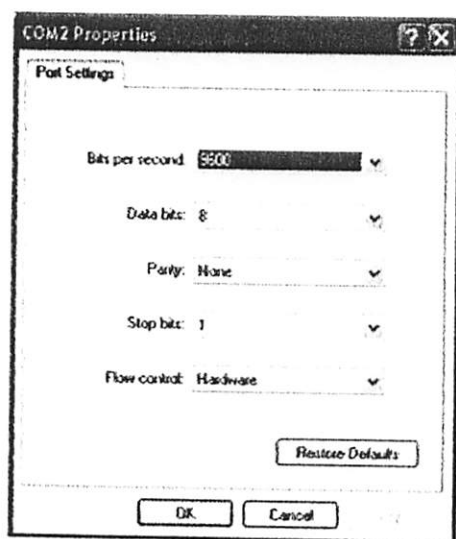 COM2 Properties
Port Settings
Bits per second: 9600
Data bits: 8
Parity: None
Stop bits: 1
Flow control: Hardware
Restore Defaults
OK Cancel